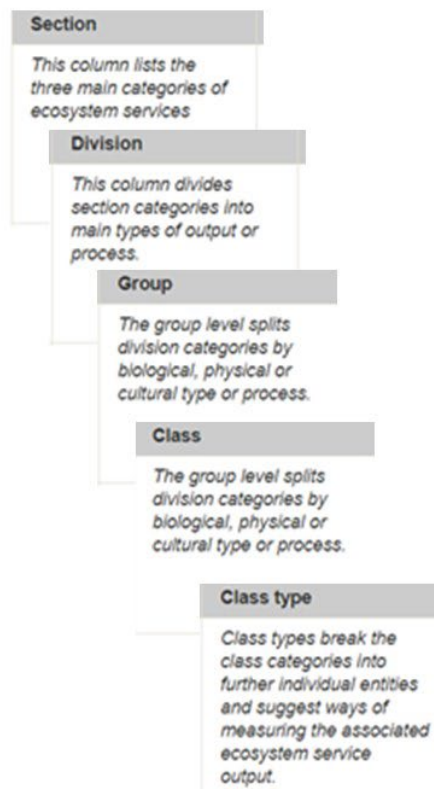 Section
This column lists the
three main categories of
ecosystem services
Division
This column divides
section categories into
main types of output or
process.
Group
The group level splits
division categories by
biological, physical or
cultural type or process.
Class
The group level splits
division categories by
biological, physical or
cultural type or process.
Class type
Class types break the
class categories into
further individual entities
and suggest ways of
measuring the associated
ecosystem service
output.